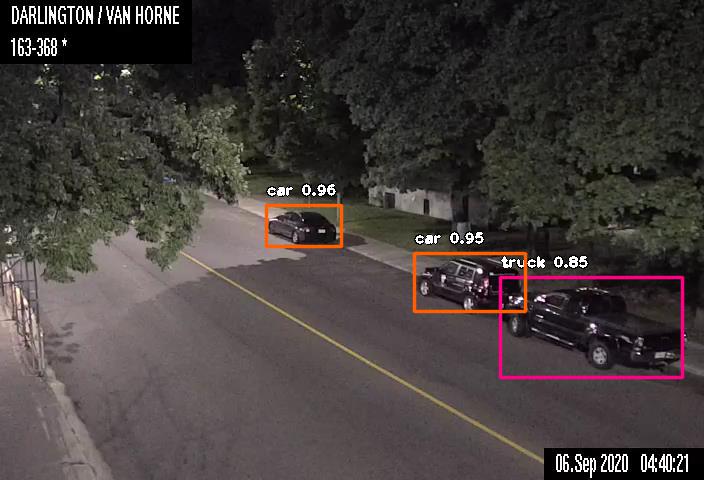 DARLINGTON / VAN HORNE
163-368 *
car 0.96
car 0.95
truck 0.85
06.Sep 2020 04:40:21